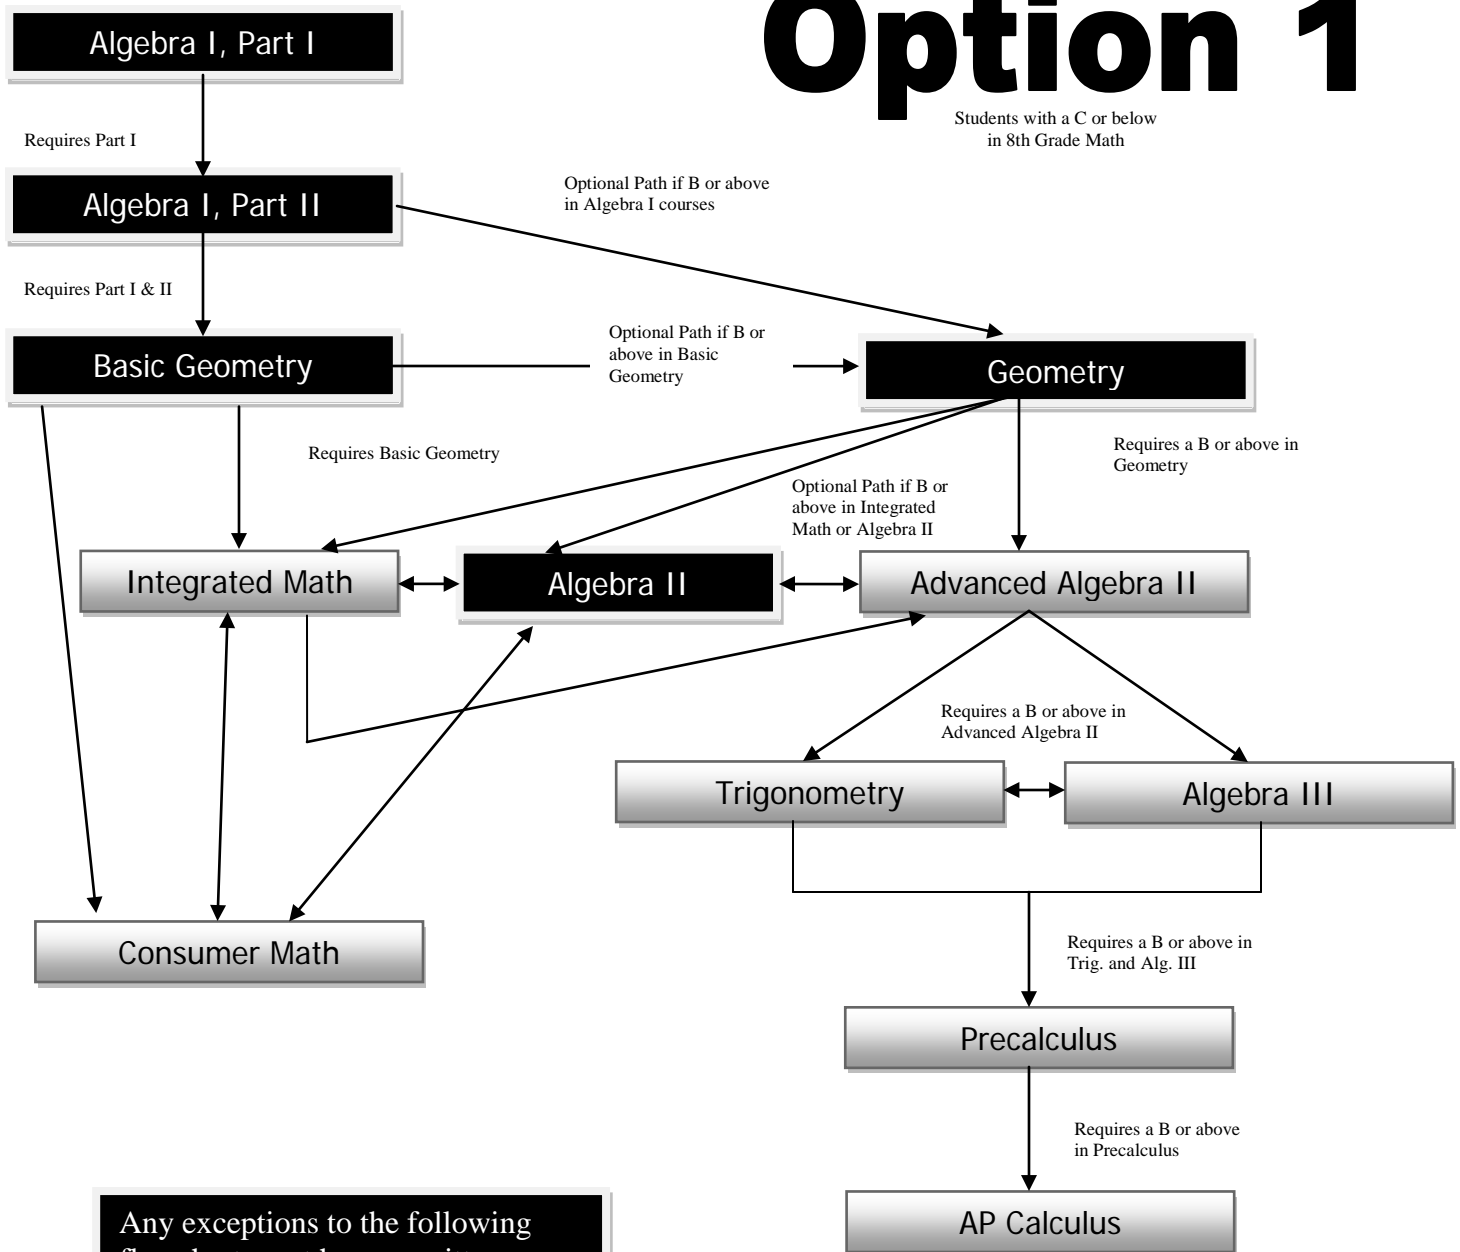 Option 1
Students with a C or below
in 8th Grade Math
Algebra I, Part I
Requires Part I
Algebra I, Part II
Optional Path if B or above
in Algebra I courses
Requires Part I & II
Basic Geometry
Optional Path if B or
above in Basic
Geometry
Geometry
Requires Basic Geometry
Requires a B or above in
Geometry
Optional Path if B or
above in Integrated
Math or Algebra II
Integrated Math
Algebra II
Advanced Algebra II
Requires a B or above in
Advanced Algebra II
Trigonometry
Algebra III
Consumer Math
Requires a B or above in
Trig. and Alg. III
Precalculus
Requires a B or above
in Precalculus
AP Calculus
Any exceptions to the following